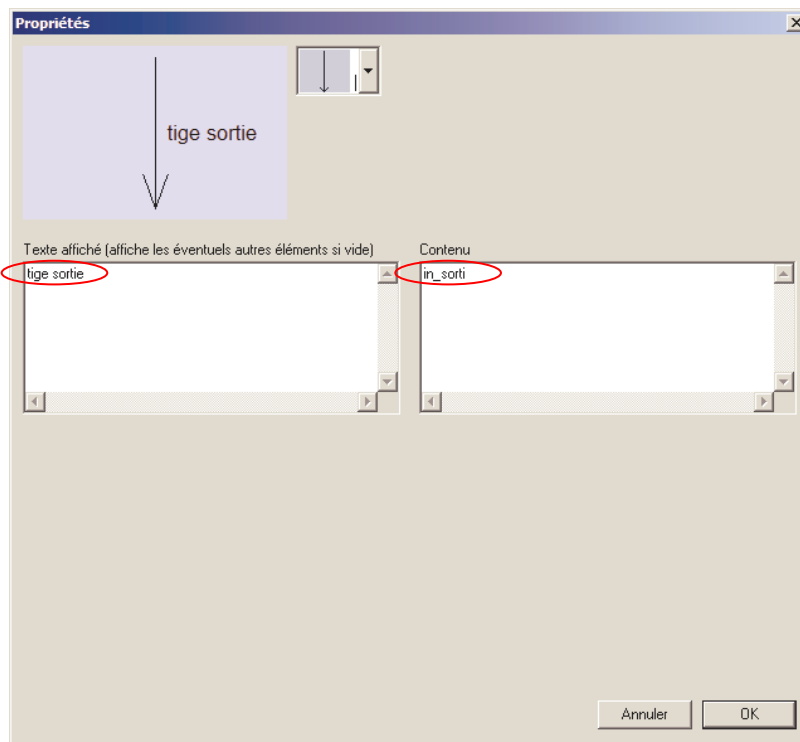 Propriétés
tige sortie
Texte affiché (affiche les éventuels autres éléments si vide)
Contenu
tige sortie
in_sorti
Annuler
OK